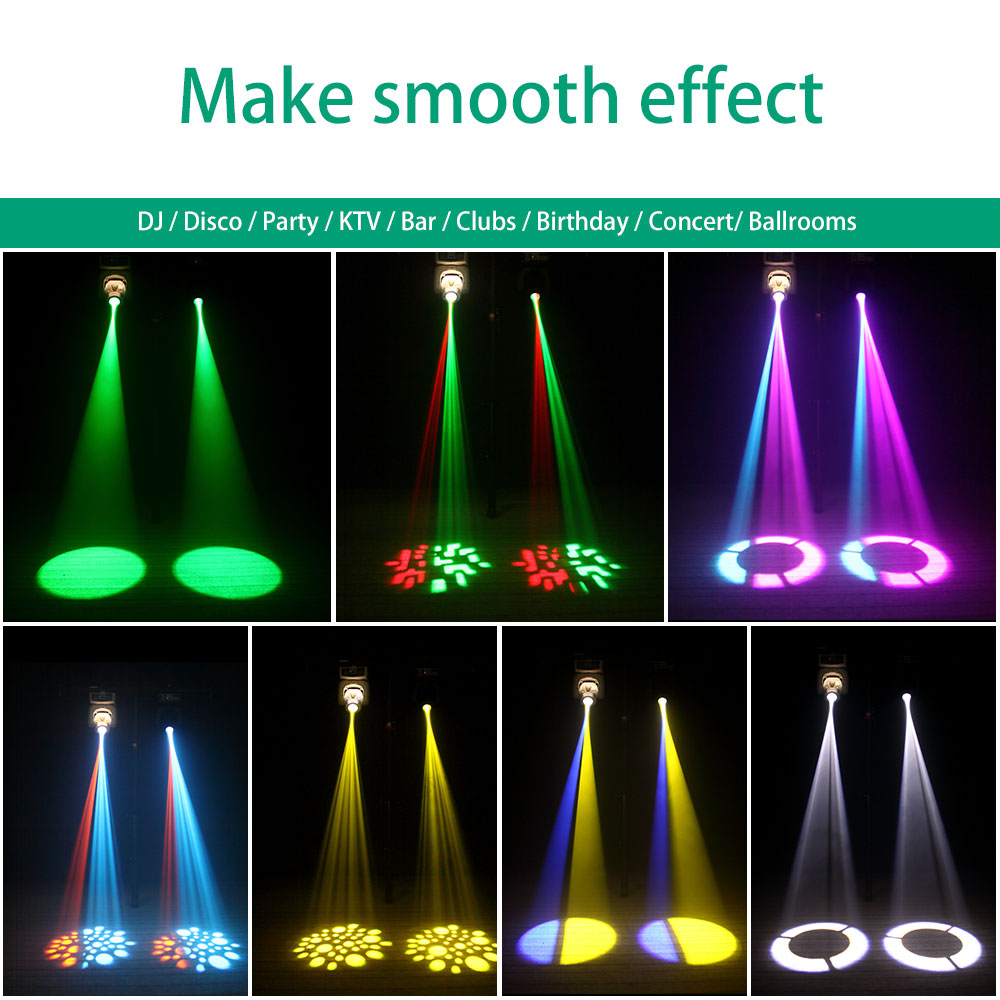 Make smooth effect
DJ / Disco / Party / KTV / Bar / Clubs / Birthday / Concert/ Ballrooms